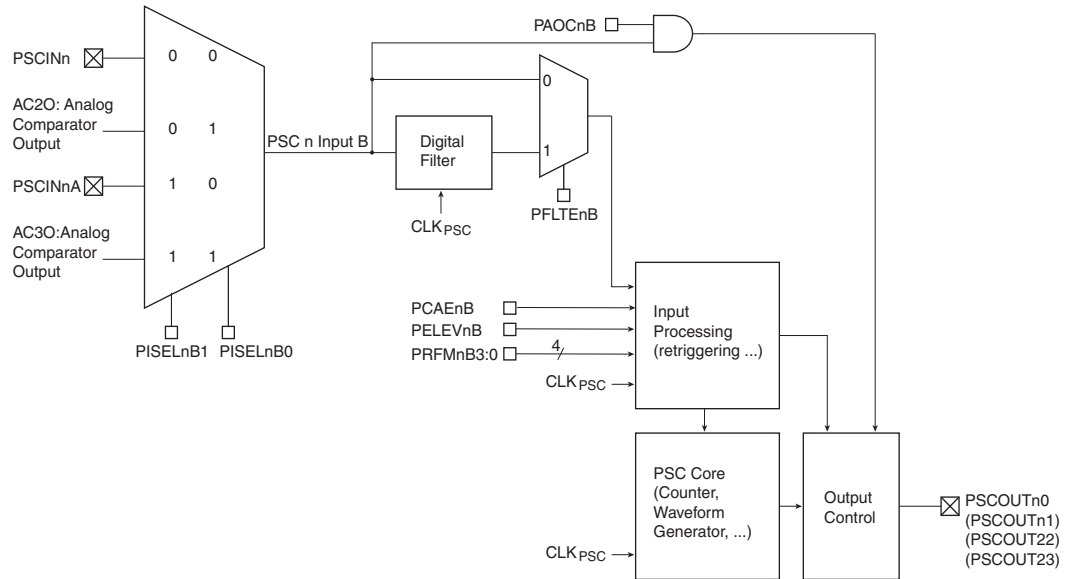 PAOCnB
PSCINn
0 0
AC2O: Analog
Comparator
Output
0 1
PSC n Input B
Digital
Filter
0
1
PSCINnA
1 0
CLKPSC
PFLTEnB
AC3O:Analog
Comparator
Output
1 1
PISELnB1
PISELnB0
PCAEnB
PELEVnB
PRFMnB3:0
4
CLKPSC
Input
Processing
(retriggering ...)
PSC Core
(Counter,
Waveform
Generator, ...)
CLKPSC
Output
Control
PSCOUTn0
(PSCOUTn1)
(PSCOUT22)
(PSCOUT23)